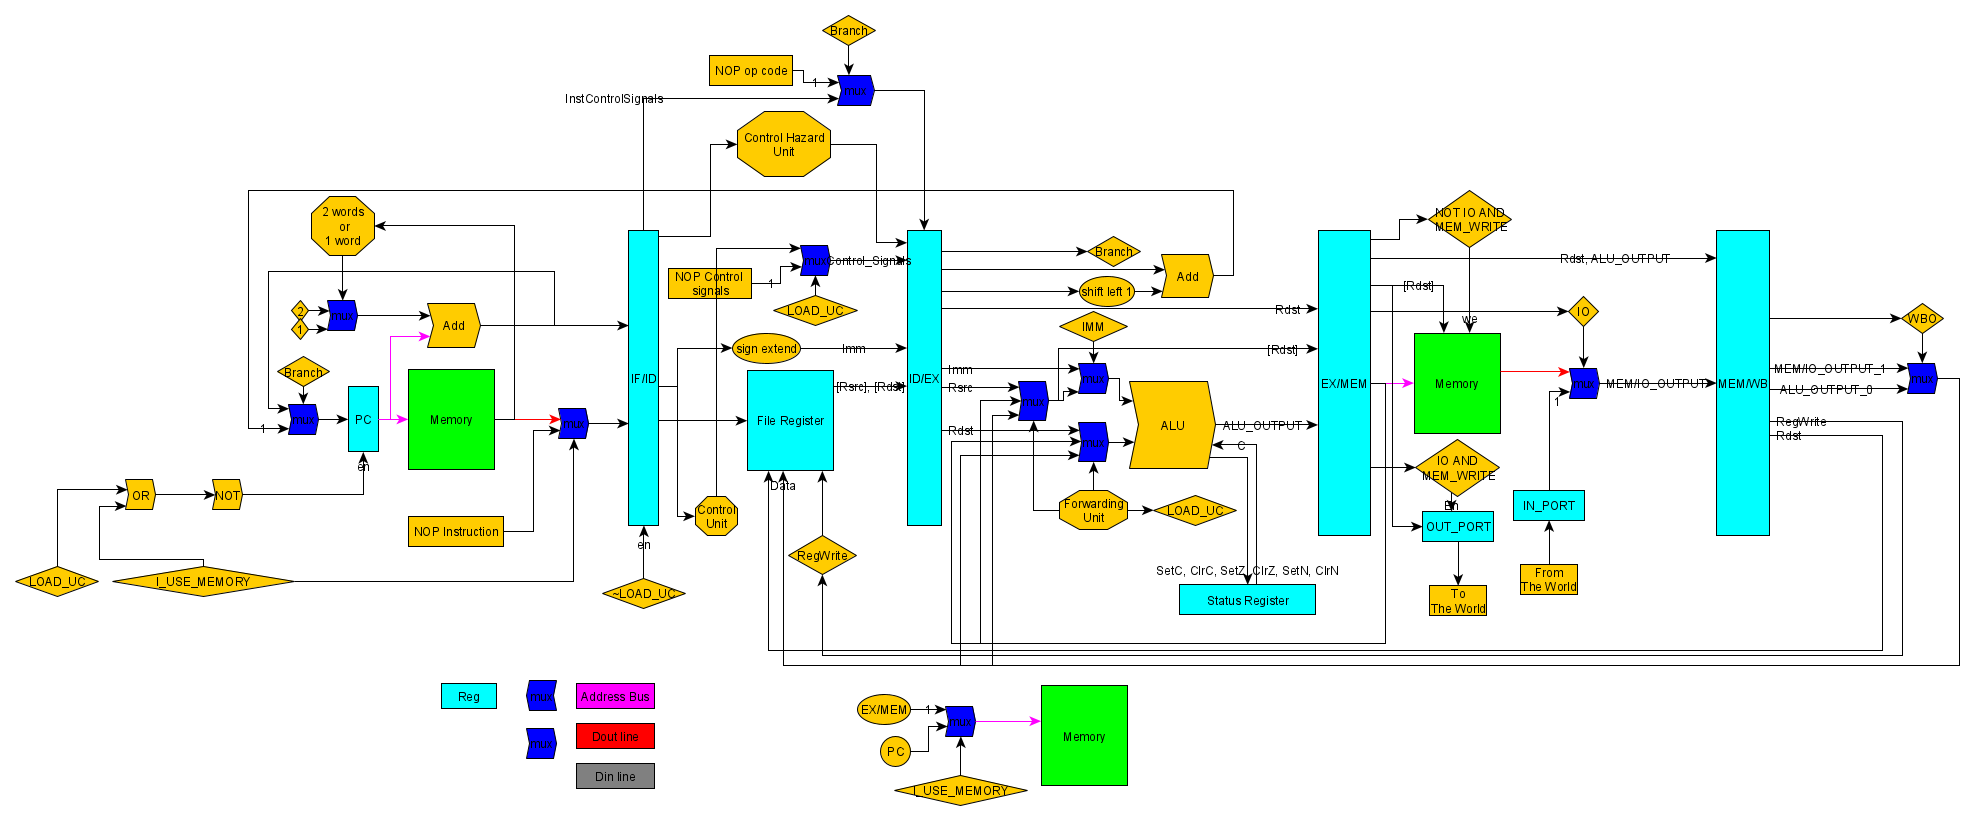 Branch
NOP op code
1
mux
InstControlSignals
Control Hazard
Unit
2 words
or
1 word
2
1
mux
Add
Branch
mux
1
PC
Memory
en
OR
NOT
NOP Instruction
mux
LOAD_UC
I_USE_MEMORY
IF/ID
en
~LOAD_UC
NOP Control
signals
1
mux
Control_Signals
LOAD_UC
sign extend
Imm
File Register
[Rsrc], [Rdst]
Data
Control
Unit
RegWrite
ID/EX
Branch
shift left 1
Add
Rdst
IMM
[Rdst]
Imm
Rsrc
mux
mux
Rdst
mux
ALU
ALU_OUTPUT
C
Forwarding
Unit
LOAD_UC
SetC, ClrC, SetZ, ClrZ, SetN, ClrN
Status Register
EX/MEM
NOT IO AND
MEM_WRITE
Rdst, ALU_OUTPUT
[Rdst]
we
IO
Memory
mux
1
MEM/IO_OUTPUT
IO AND
MEM_WRITE
En
OUT_PORT
IN_PORT
To
The World
From
The World
MEM/WB
WBO
MEM/IO_OUTPUT_1
ALU_OUTPUT_0
mux
RegWrite
Rdst
Reg
mux
Address Bus
mux
Dout line
Din line
EX/MEM
1
mux
PC
I_USE_MEMORY
Memory